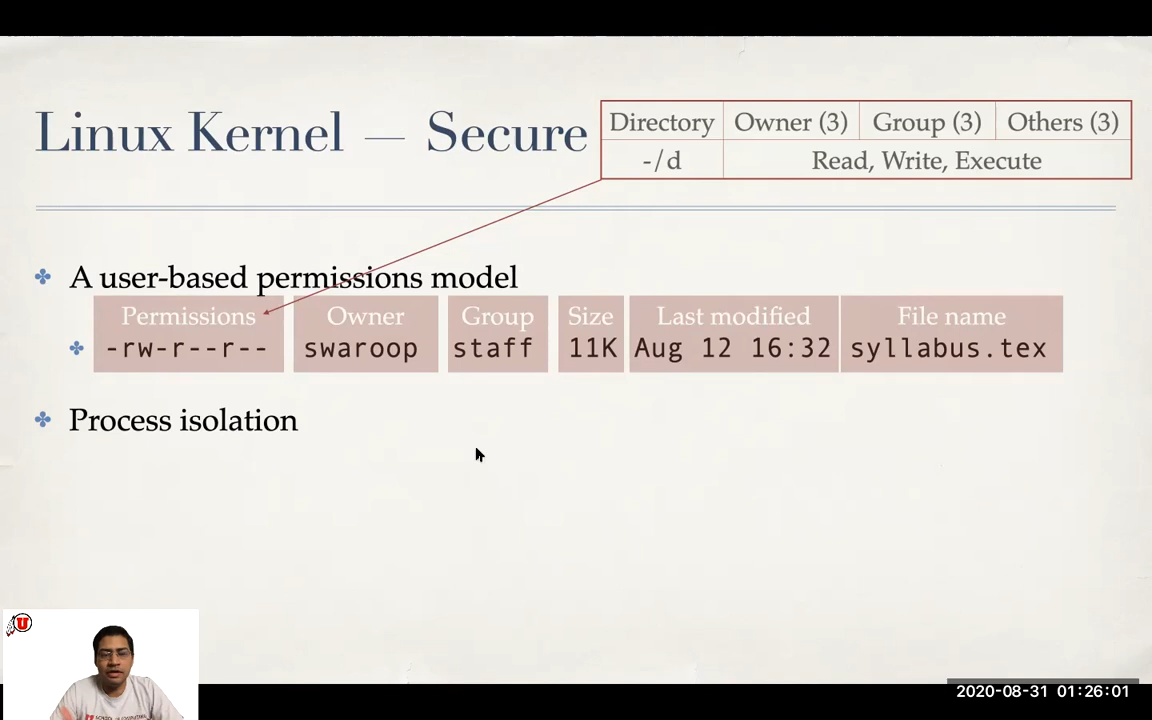 Linux Kernel — Secure
Directory Owner (3) Group (3) Others (3)
-/d Read, Write, Execute
A user-based permissions model
Permissions Owner Group Size Last modified File name
-rw-r--r-- swaroop staff 11K Aug 12 16:32 syllabus.tex
Process isolation
U
2020-08-31 01:26:01